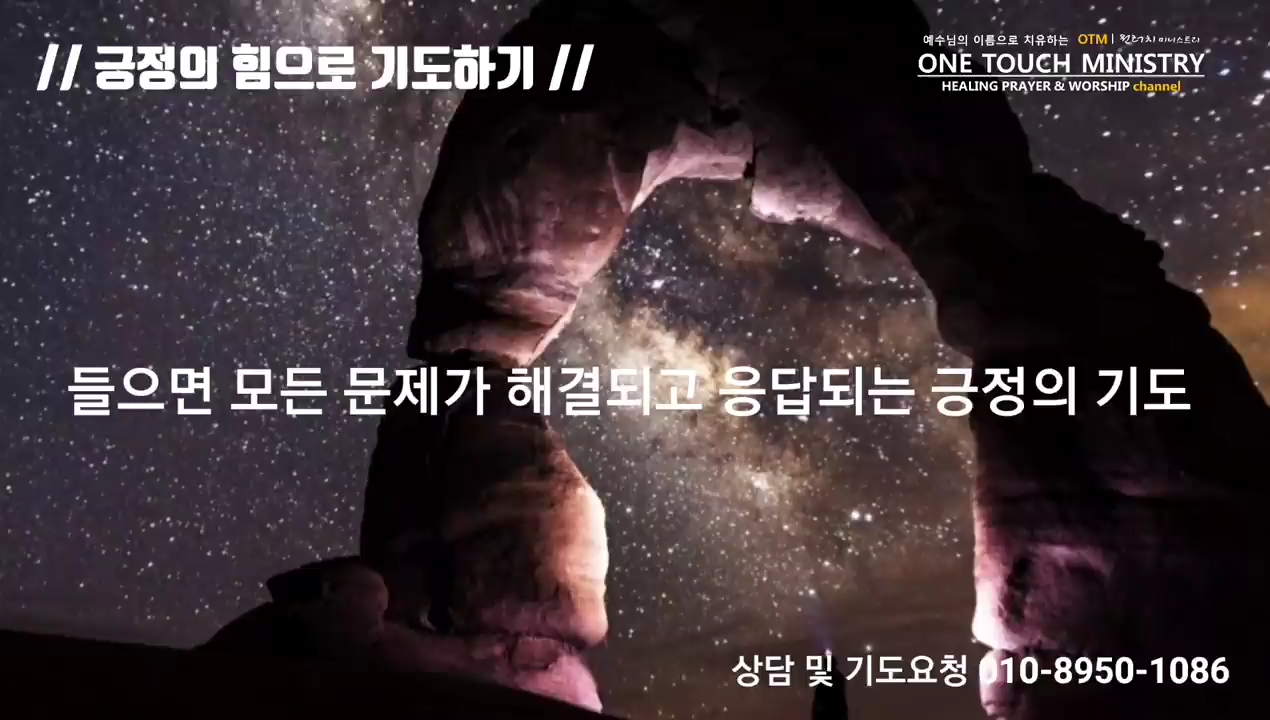 // 긍정의 힘으로 기도하기 //
예수님의 이름으로 치유하는 OTM | 원터치 미니스트리
ONE TOUCH MINISTRY
HEALING PRAYER & WORSHIP channel
들으면 모든 문제가 해결되고 응답되는 긍정의 기도
상담 및 기도요청 010-8950-1086